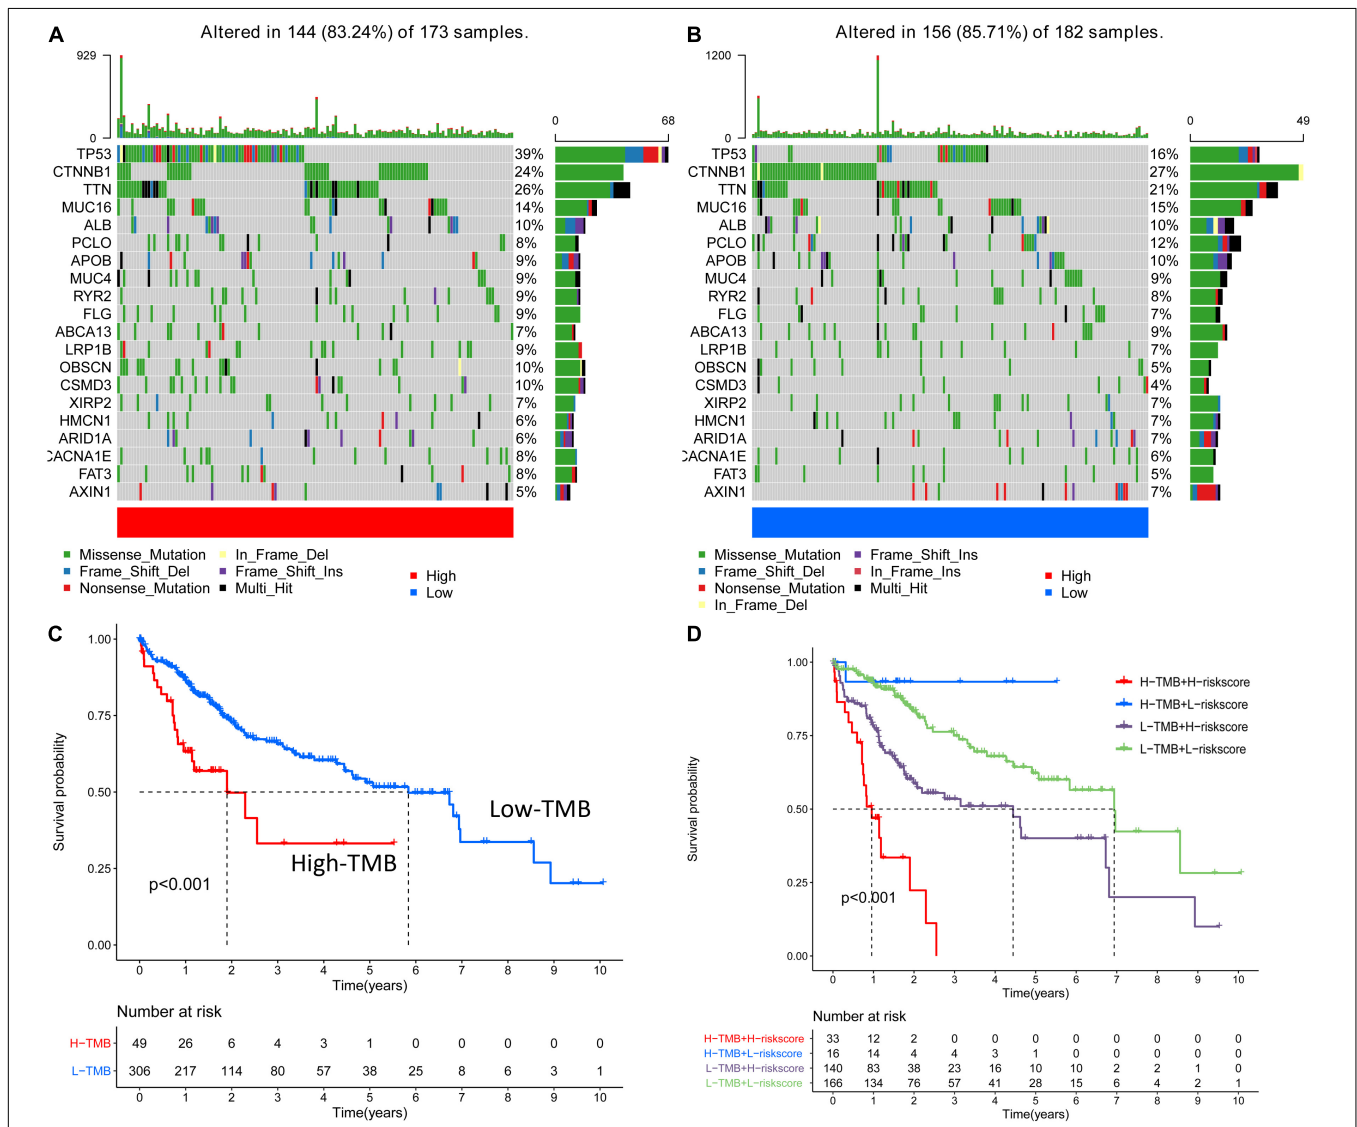 A
Altered in 144 (83.24%) of 173 samples.
929
0
0 68
TP53 39%
CTNNB1 24%
TTN 26%
MUC16 14%
ALB 10%
PCLO 8%
APOB 9%
MUC4 9%
RYR2 9%
FLG 9%
ABCA13 7%
LRP1B 9%
OBSCN 10%
CSMD3 10%
XIRP2 7%
HMCN1 6%
ARID1A 6%
CACNA1E 8%
FAT3 8%
AXIN1 5%
Missense_Mutation In_Frame_Del
Frame_Shift_Del Frame_Shift_Ins High
Nonsense_Mutation Multi_Hit Low
B
Altered in 156 (85.71%) of 182 samples.
1200
0
0 49
TP53 16%
CTNNB1 27%
TTN 21%
MUC16 15%
ALB 10%
PCLO 12%
APOB 10%
MUC4 9%
RYR2 8%
FLG 7%
ABCA13 9%
LRP1B 7%
OBSCN 5%
CSMD3 4%
XIRP2 7%
HMCN1 7%
ARID1A 7%
CACNA1E 6%
FAT3 5%
AXIN1 7%
Missense_Mutation Frame_Shift_Ins
Frame_Shift_Del In_Frame_Ins High
Nonsense_Mutation Multi_Hit Low
In_Frame_Del
C
Survival probability
1.00
0.75
0.50
0.25
0.00
Low-TMB
High-TMB
p<0.001
0 1 2 3 4 5 6 7 8 9 10
Time(years)
Number at risk
H−TMB 49 26 6 4 3 1 0 0 0 0 0
L−TMB 306 217 114 80 57 38 25 8 6 3 1
0 1 2 3 4 5 6 7 8 9 10
Time(years)
D
Survival probability
1.00
0.75
0.50
0.25
0.00
H−TMB+H−riskscore
H−TMB+L−riskscore
L−TMB+H−riskscore
L−TMB+L−riskscore
p<0.001
0 1 2 3 4 5 6 7 8 9 10
Time(years)
Number at risk
H−TMB+H−riskscore 33 12 2 0 0 0 0 0 0 0 0
H−TMB+L−riskscore 16 14 4 4 3 1 0 0 0 0 0
L−TMB+H−riskscore 140 83 38 23 16 10 10 2 2 1 0
L−TMB+L−riskscore 166 134 76 57 41 28 15 6 4 2 1
0 1 2 3 4 5 6 7 8 9 10
Time(years)